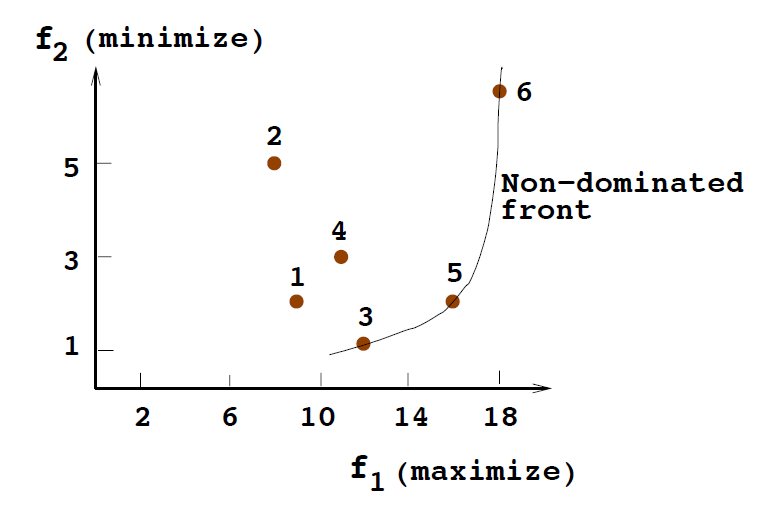 f2 (minimize)
6
2
5
Non-dominated
front
4
3
5
1
3
1
2 6 10 14 18
f1 (maximize)